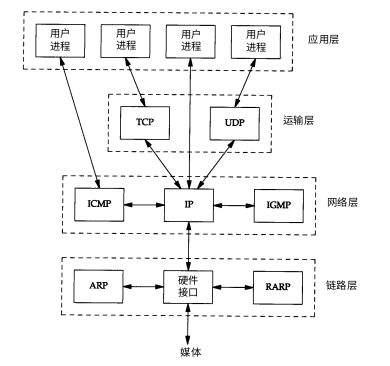 用户 用户 用户 用户
进程 进程 进程 进程
应用层
TCP UDP 运输层
ICMP IP IGMP 网络层
ARP 硬件 RARP 链路层
接口
媒体